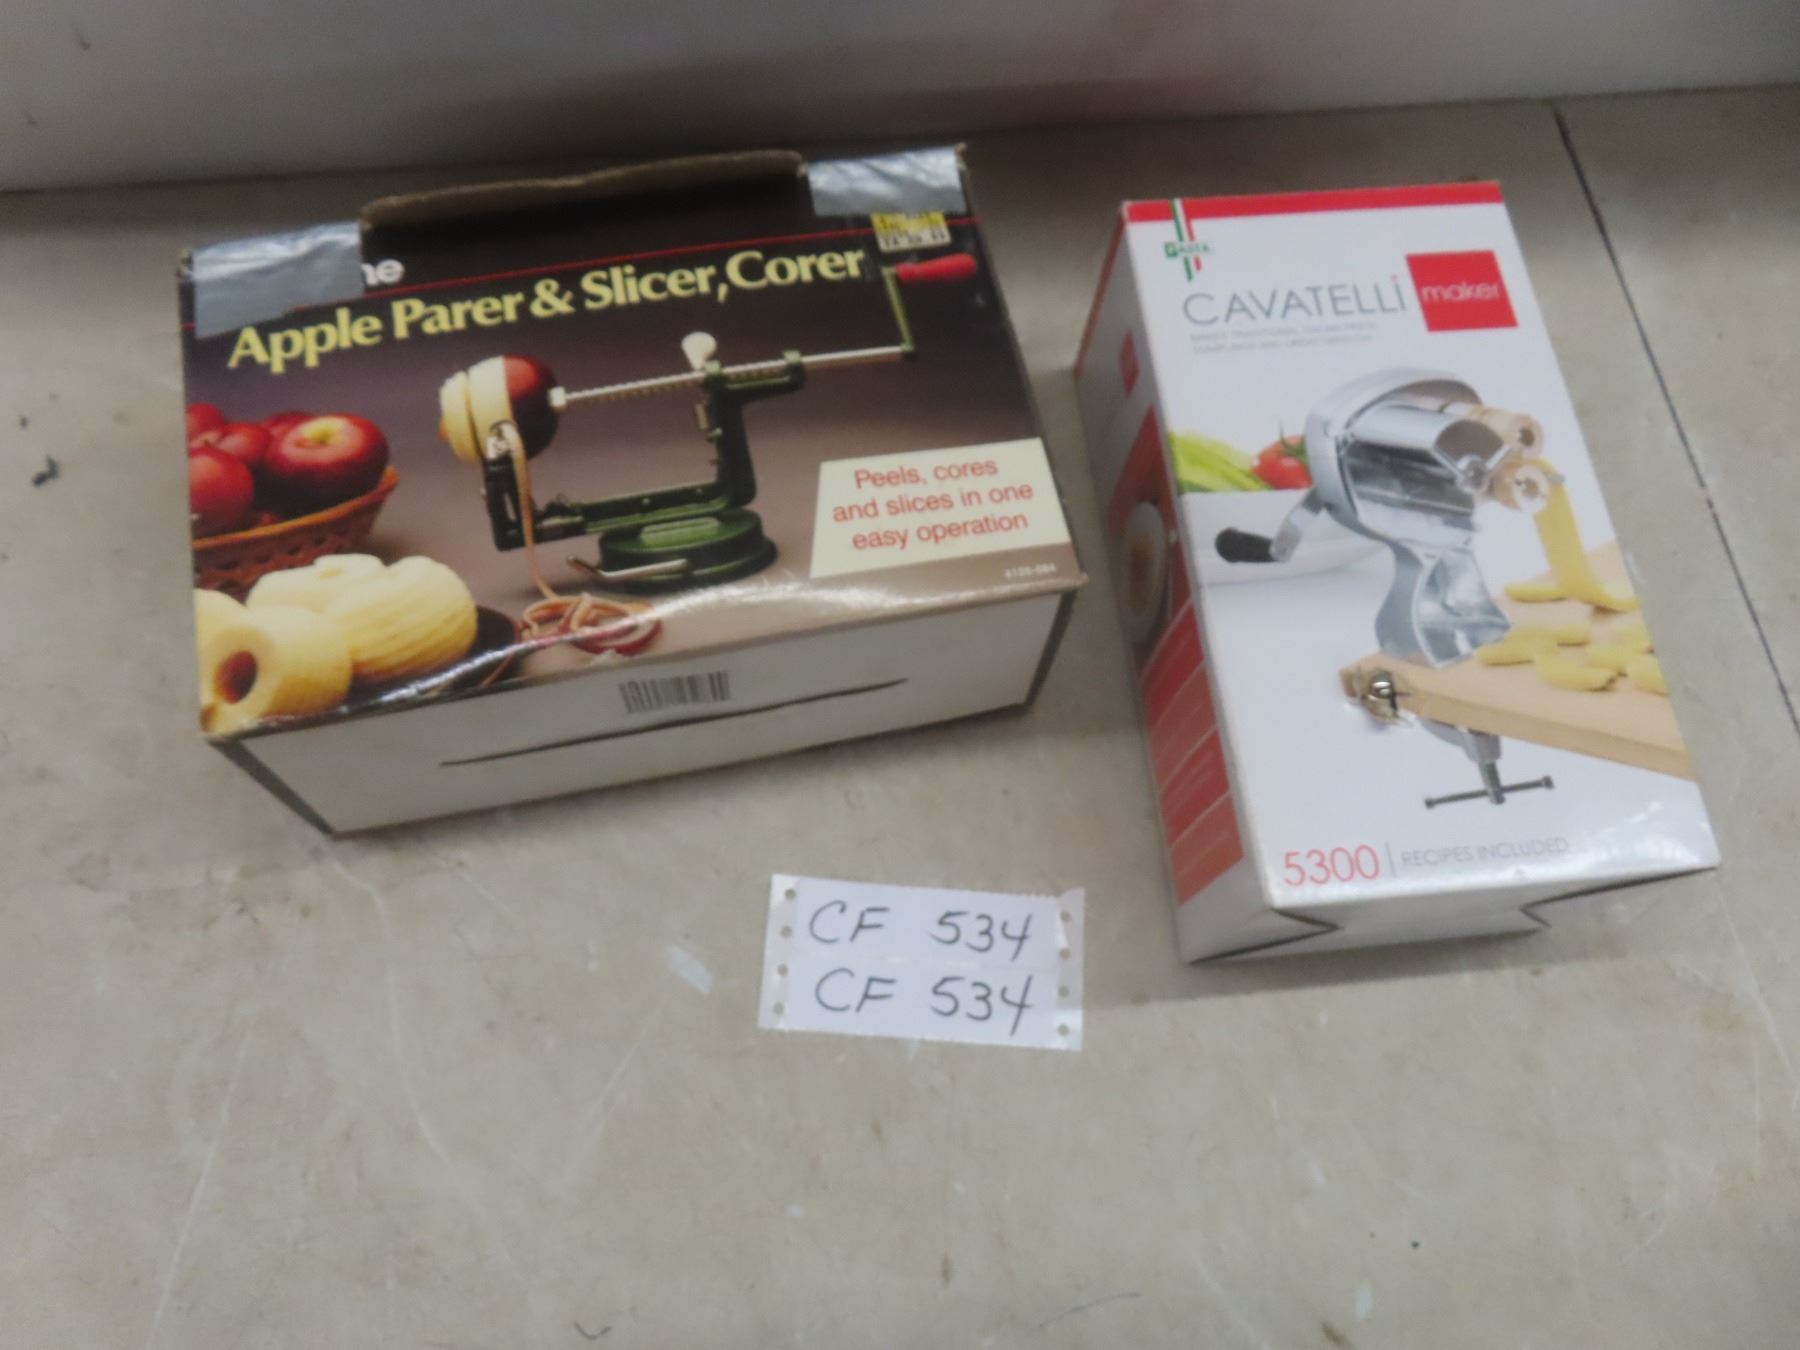 Apple Parer & Slicer, Corer
Peels, cores
and slices in one
easy operation
PASTA
CAVATELLI maker
5300 | RECIPES INCLUDED
CF 534
CF 534